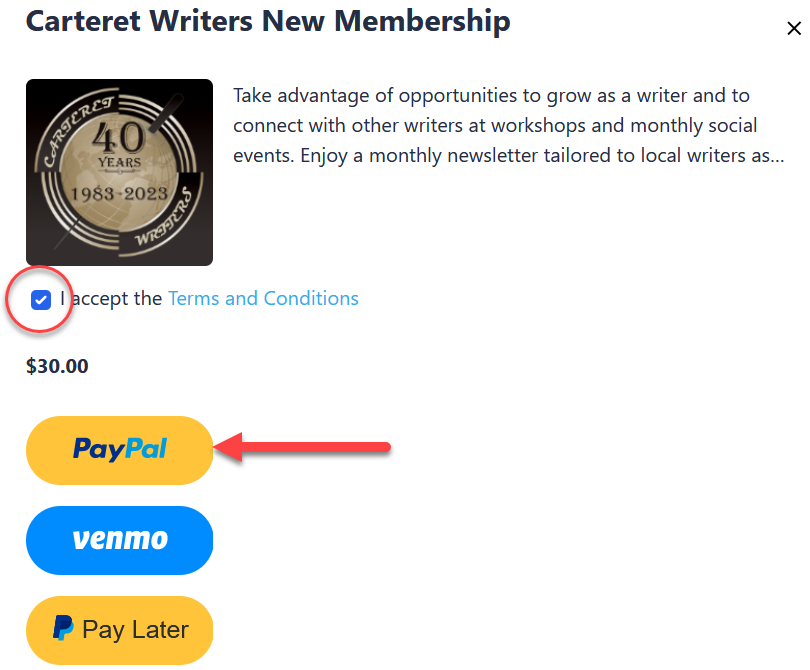 Carteret Writers New Membership
CARTERET
40
YEARS
1983-2023
WRITERS
Take advantage of opportunities to grow as a writer and to
connect with other writers at workshops and monthly social
events. Enjoy a monthly newsletter tailored to local writers as...
I accept the Terms and Conditions
$30.00
PayPal
venmo
Pay Later